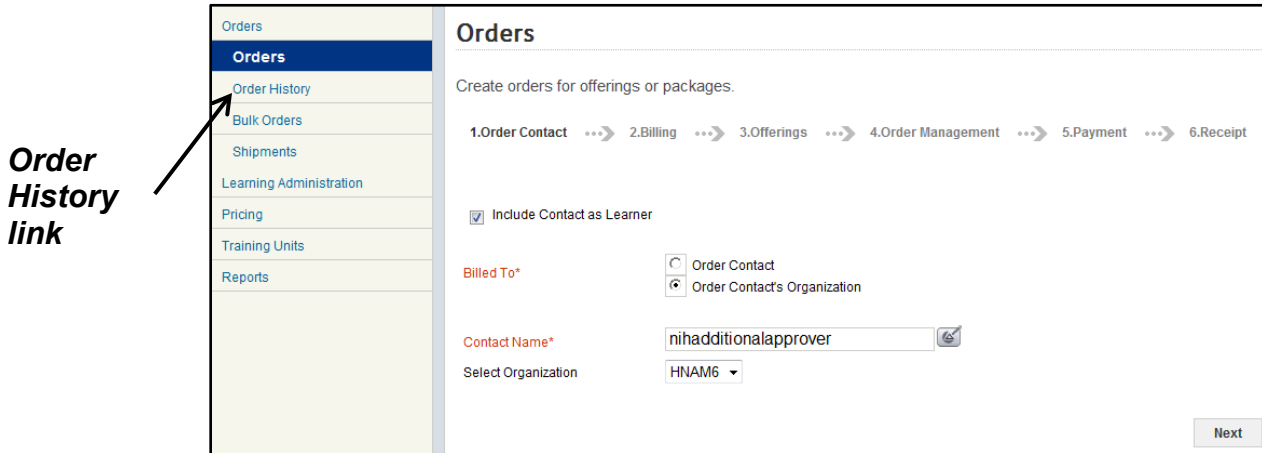 Order
History
link
Orders
Orders
Order History
Bulk Orders
Shipments
Learning Administration
Pricing
Training Units
Reports
Orders
Create orders for offerings or packages.
1.Order Contact 2.Billing 3.Offerings 4.Order Management 5.Payment 6.Receipt
Include Contact as Learner
Billed To* Order Contact
Order Contact's Organization
Contact Name* nihadditionalapprover
Select Organization HNAM6
Next